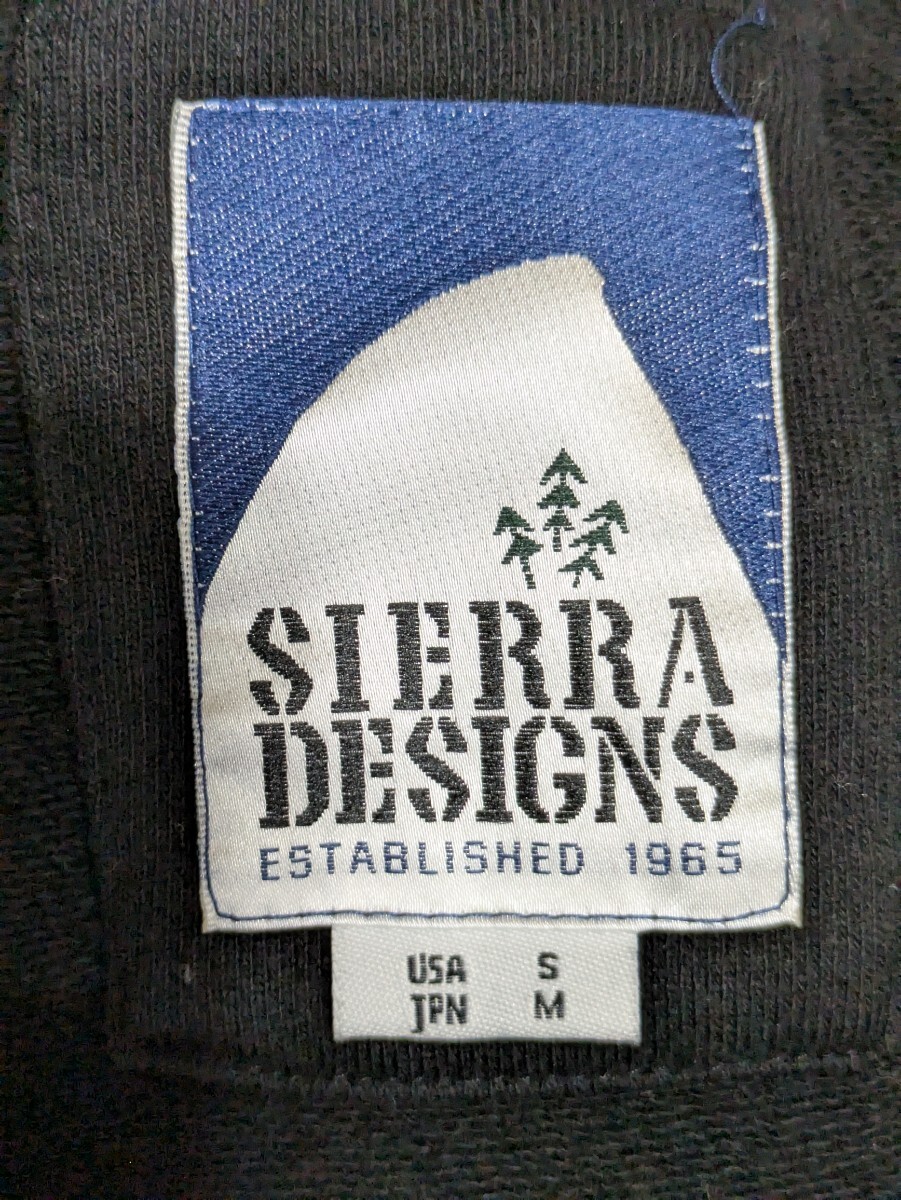 SIERRA
DESIGNS
ESTABLISHED 1965
USA S
JPN M